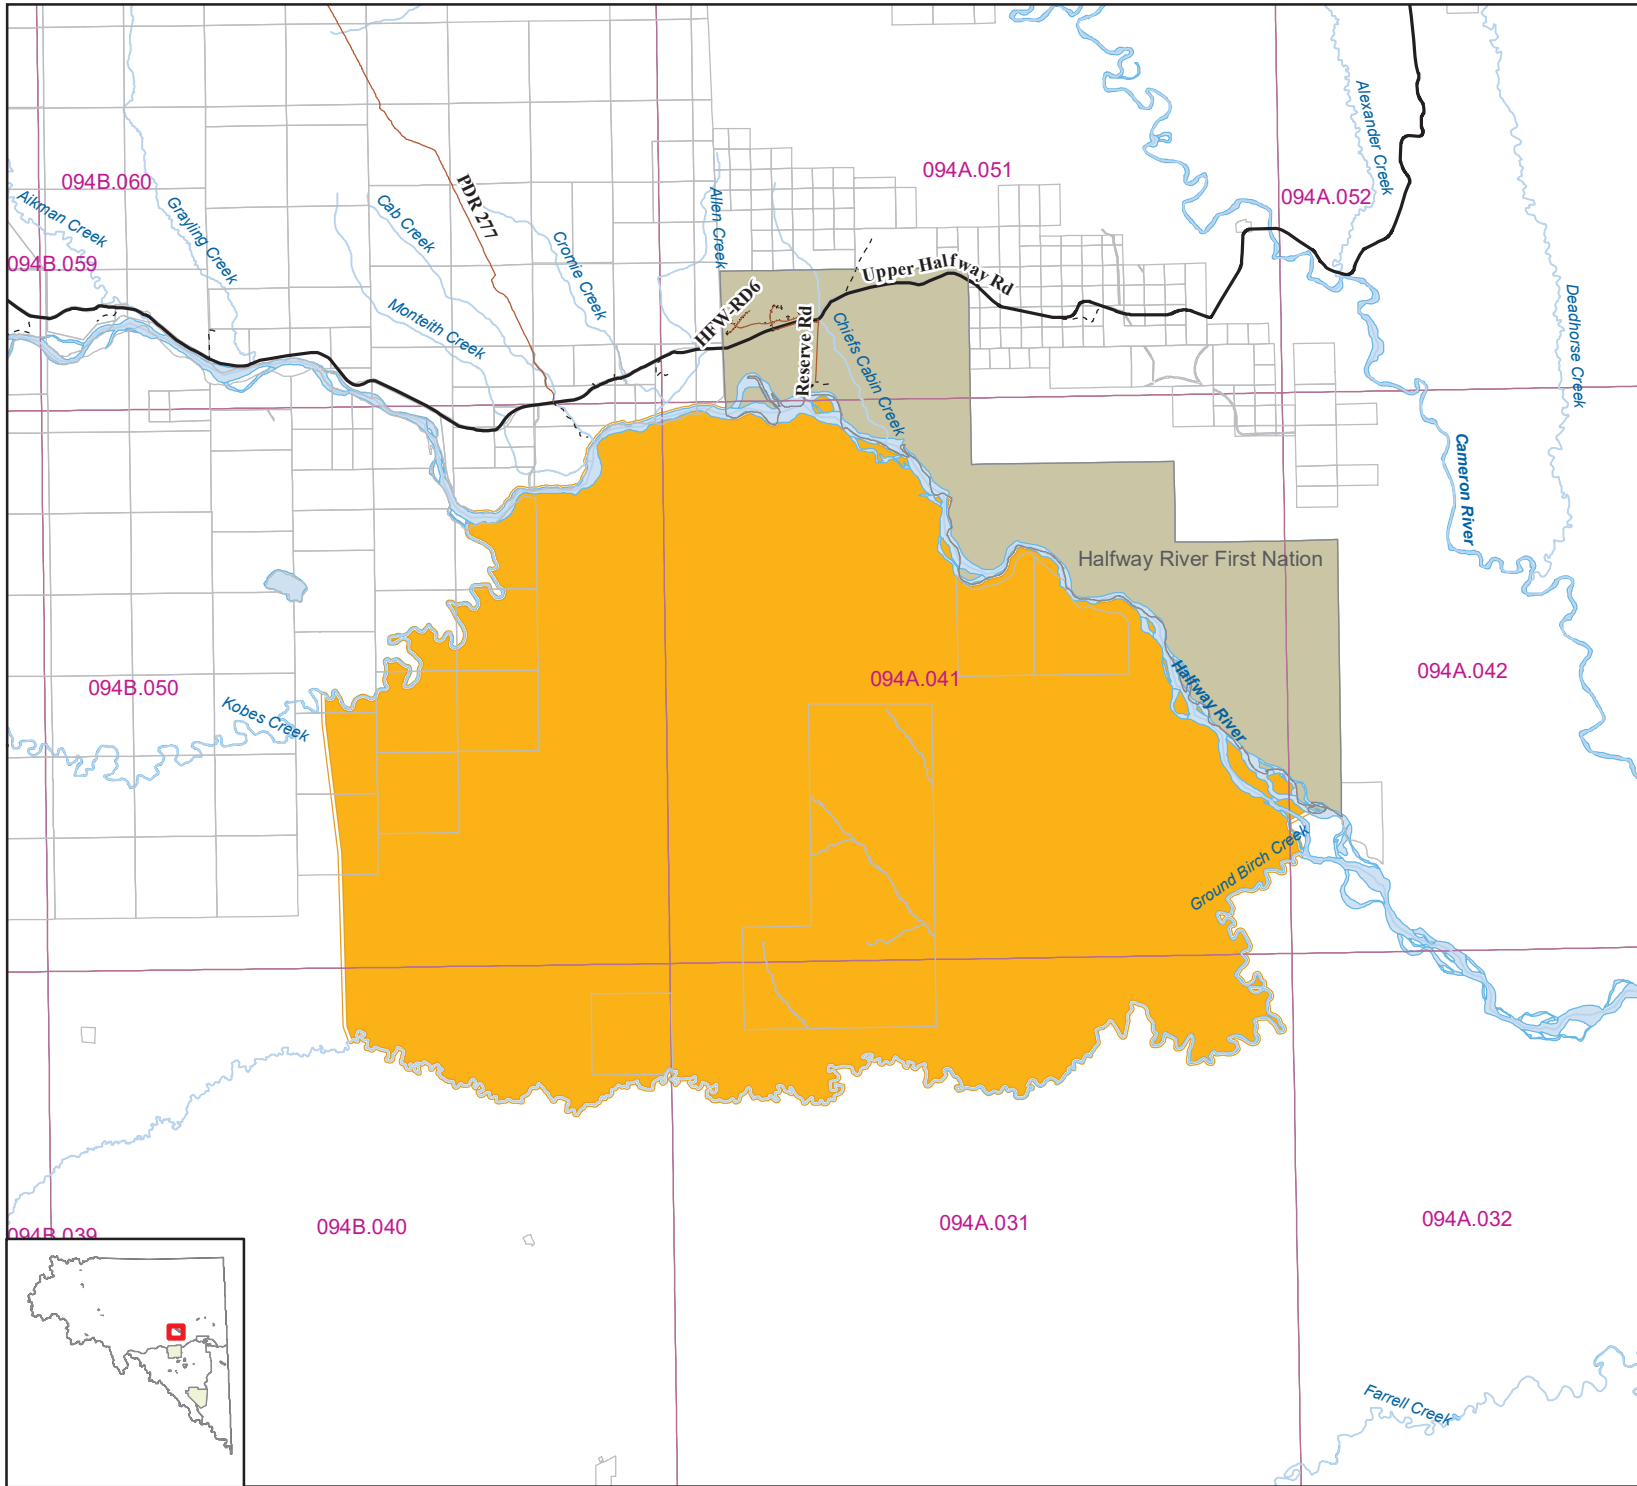 Alexander Creek
094A.051
094B.060
PDR 277
Aikman Creek
Grayling Creek
Cab Creek
Allen Creek
094A.052
Cromie Creek
094B.059
Upper Halfway Rd
Deadhorse Creek
HFW-RD6
Monteith Creek
Reserve Rd
Chiefs Cabin Creek
Cameron River
Halfway River First Nation
094A.041
094A.042
094B.050
Kobes Creek
Halfway River
Ground Birch Creek
094B.039
094B.040
094A.031
094A.032
Farrell Creek